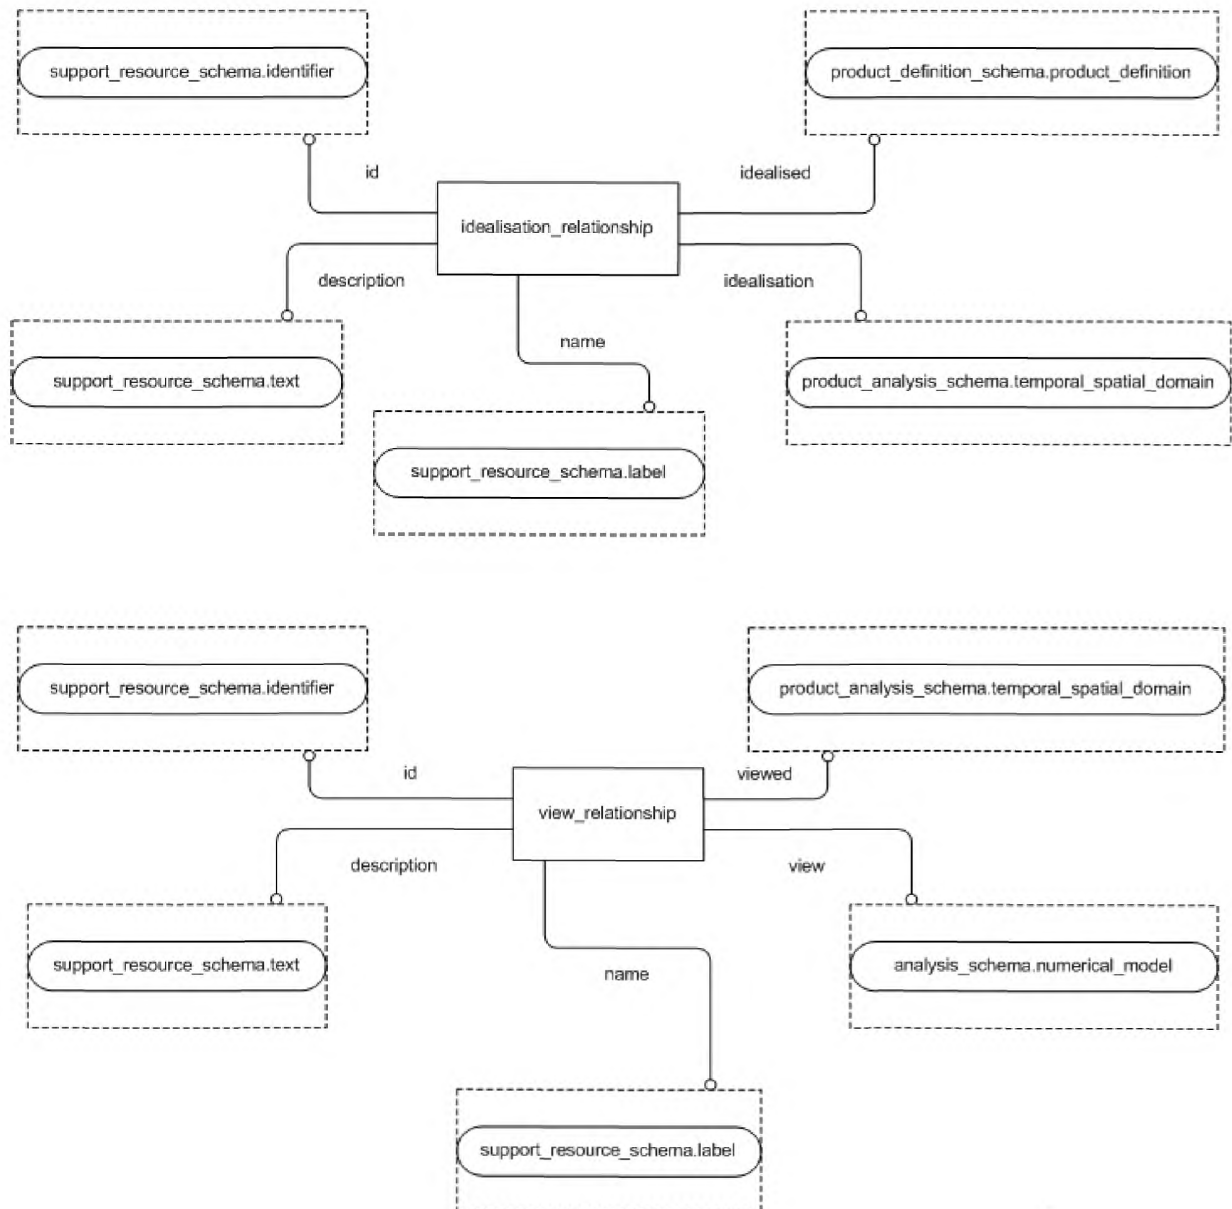 support_resource_schema.identifier
product_definition_schema.product_definition
id
idealised
idealisation_relationship
description
idealisation
name
support_resource_schema.text
product_analysis_schema.temporal_spatial_domain
support_resource_schema.label
support_resource_schema.identifier
product_analysis_schema.temporal_spatial_domain
id
viewed
view_relationship
description
view
support_resource_schema.text
analysis_schema.numerical_model
name
support_resource_schema.label